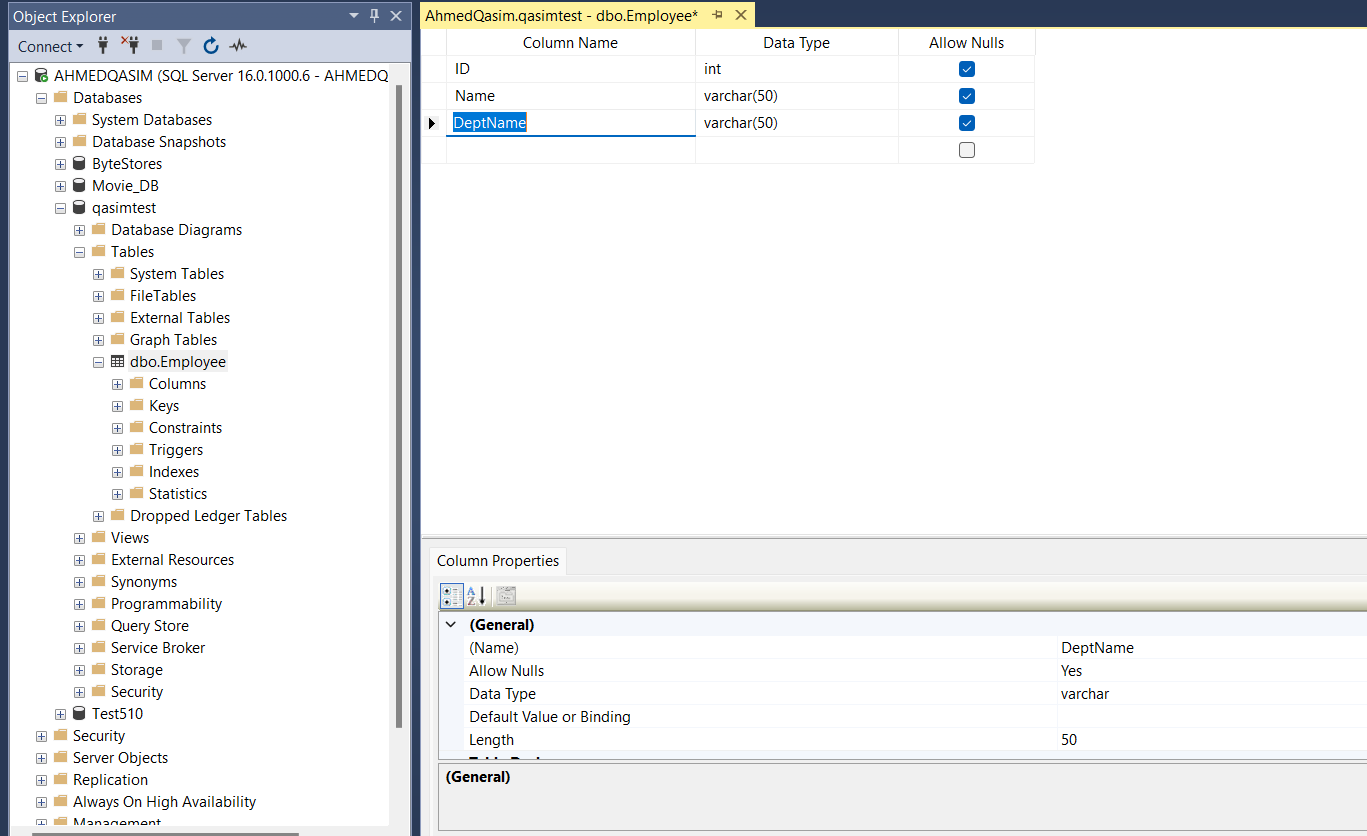 Object Explorer
Connect
AHMEDQASIM (SQL Server 16.0.1000.6 - AHMEDQ
Databases
System Databases
Database Snapshots
ByteStores
Movie_DB
qasimtest
Database Diagrams
Tables
System Tables
FileTables
External Tables
Graph Tables
dbo.Employee
Columns
Keys
Constraints
Triggers
Indexes
Statistics
Dropped Ledger Tables
Views
External Resources
Synonyms
Programmability
Query Store
Service Broker
Storage
Security
Test510
Security
Server Objects
Replication
Always On High Availability
Management
AhmedQasim.qasimtest - dbo.Employee*
Column Name Data Type Allow Nulls
ID int
Name varchar(50)
DeptName varchar(50)
Column Properties
A
Z
(General)
(Name) DeptName
Allow Nulls Yes
Data Type varchar
Default Value or Binding
Length 50
(General)